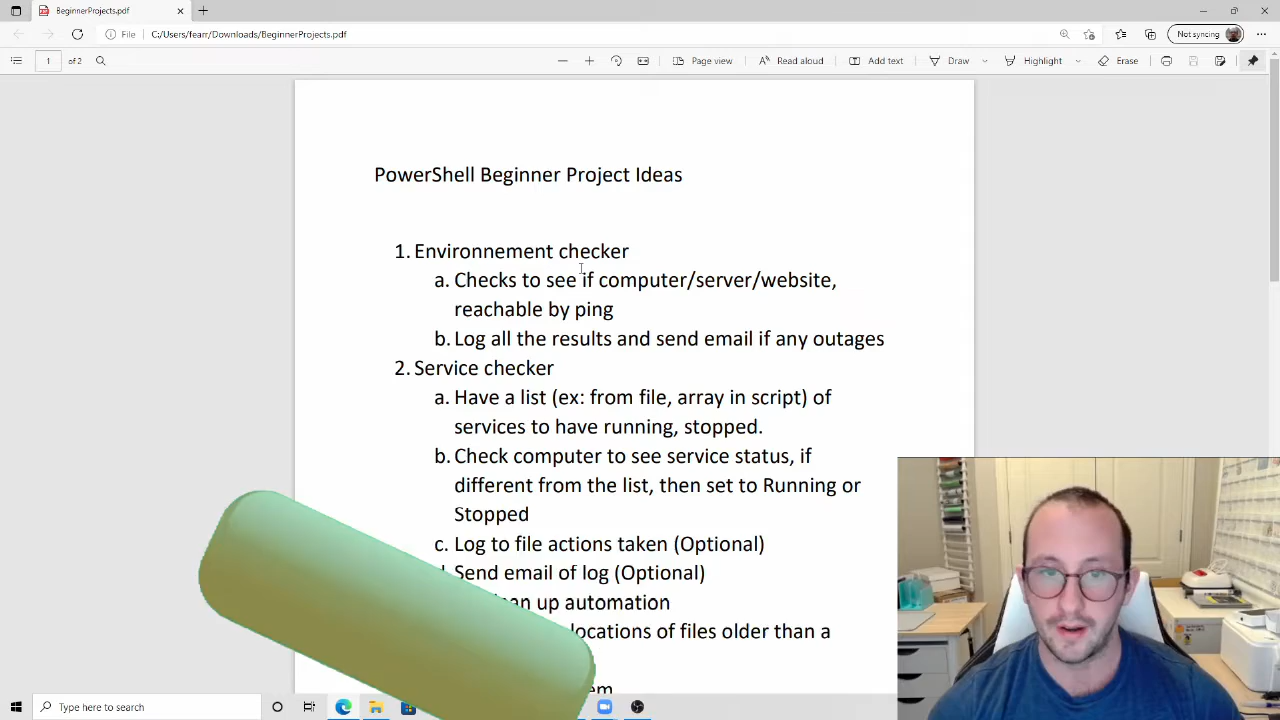 BeginnerProjects.pdf
File C:/Users/fearr/Downloads/BeginnerProjects.pdf
Not syncing
1 of 2
Page view
Read aloud
Add text
Draw
Highlight
Erase
PowerShell Beginner Project Ideas
1. Environnement checker
a. Checks to see if computer/server/website,
reachable by ping
b. Log all the results and send email if any outages
2. Service checker
a. Have a list (ex: from file, array in script) of
services to have running, stopped.
b. Check computer to see service status, if
different from the list, then set to Running or
Stopped
c. Log to file actions taken (Optional)
Send email of log (Optional)
up automation
locations of files older than a
Type here to search